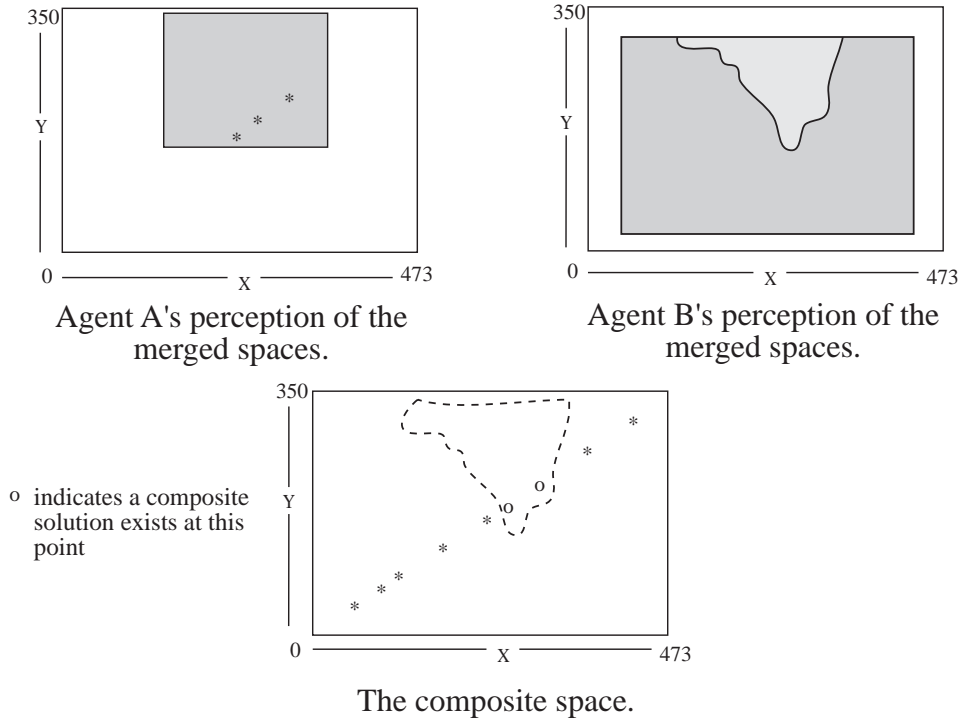 350
Y
0
X
473
Agent A's perception of the
merged spaces.
350
Y
0
X
473
Agent B's perception of the
merged spaces.
350
Y
0
X
473
o indicates a composite
solution exists at this
point
* * *
o o
* * * * * * *
The composite space.